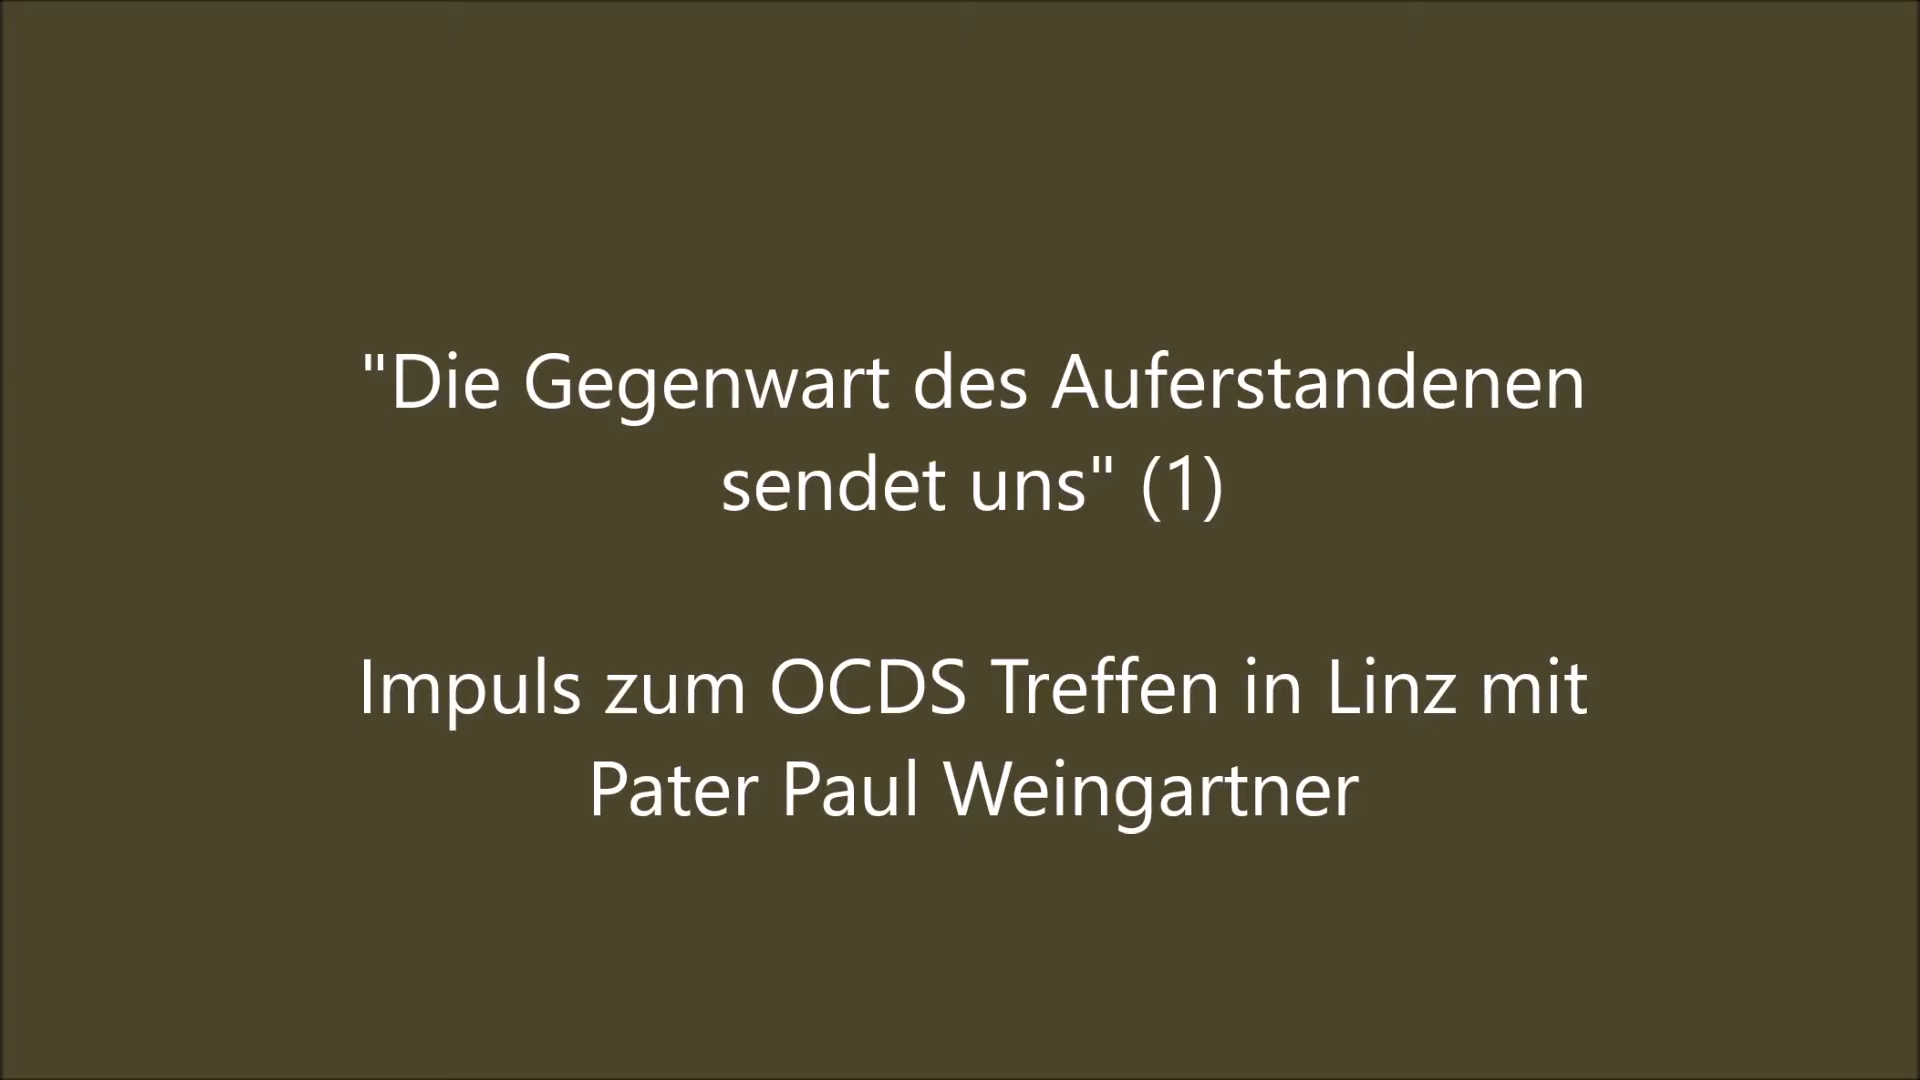 "Die Gegenwart des Auferstandenen
sendet uns" (1)
Impuls zum OCDS Treffen in Linz mit
Pater Paul Weingartner